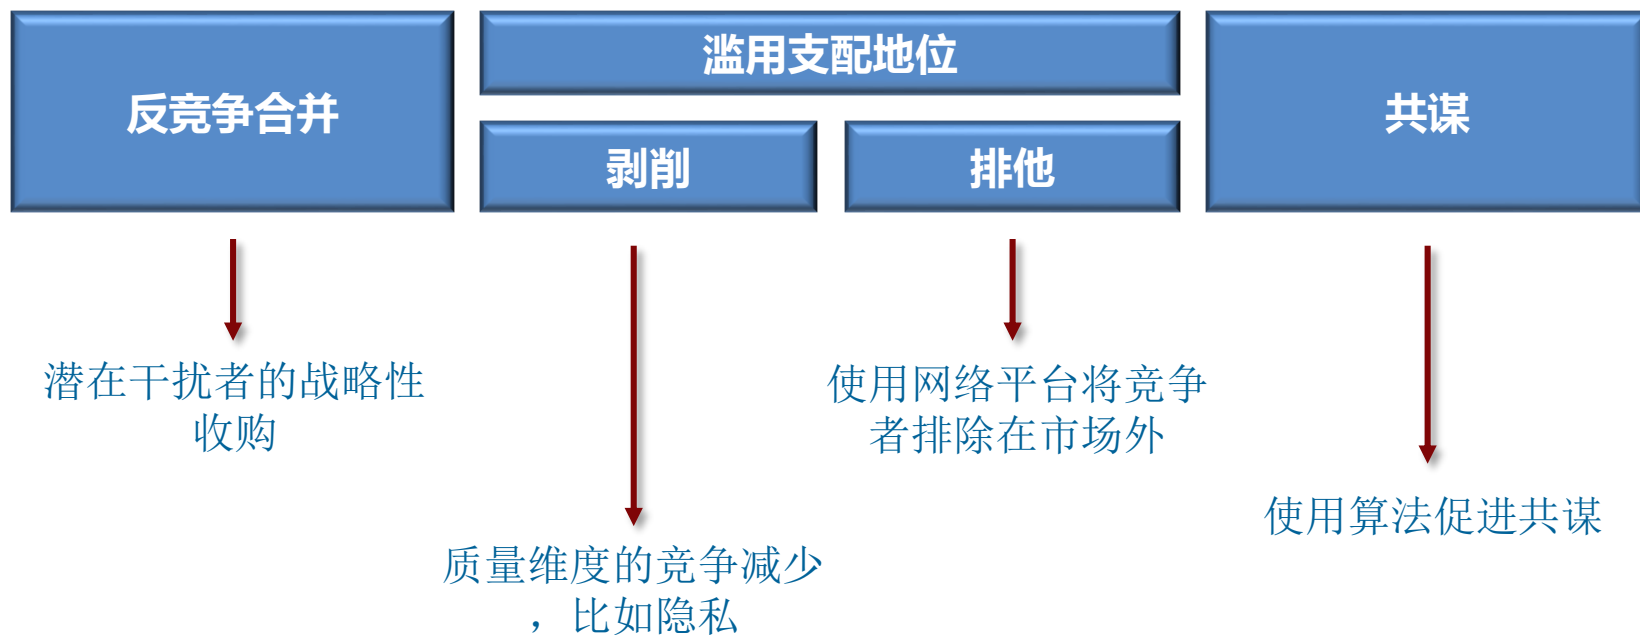 反竞争合并
滥用支配地位
剥削
排他
共谋
潜在干扰者的战略性
收购
质量维度的竞争减少
，比如隐私
使用网络平台将竞争
者排除在市场外
使用算法促进共谋